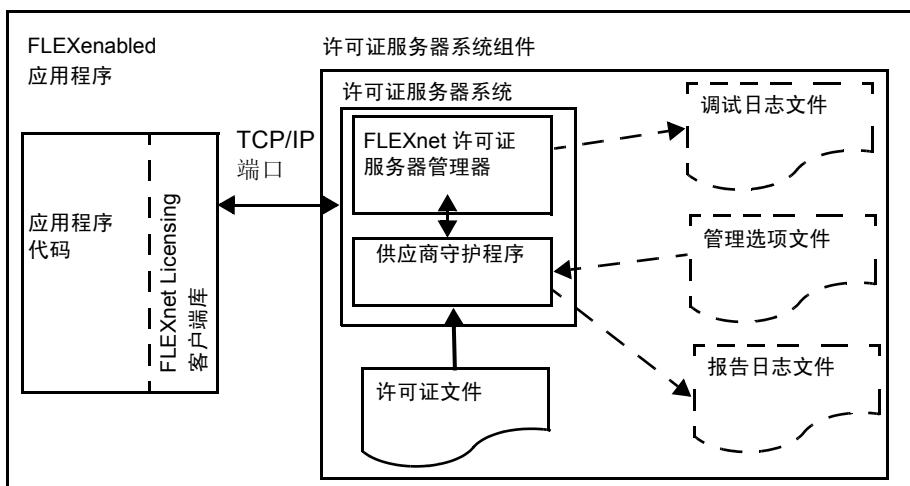 FLEXenabled
应用程序
许可证服务器系统组件
许可证服务器系统
TCP/IP
端口
FLEXnet 许可证
服务器管理器
调试日志文件
应用程序
代码
FLEXnet Licensing
客户端库
供应商守护程序
管理选项文件
许可证文件
报告日志文件